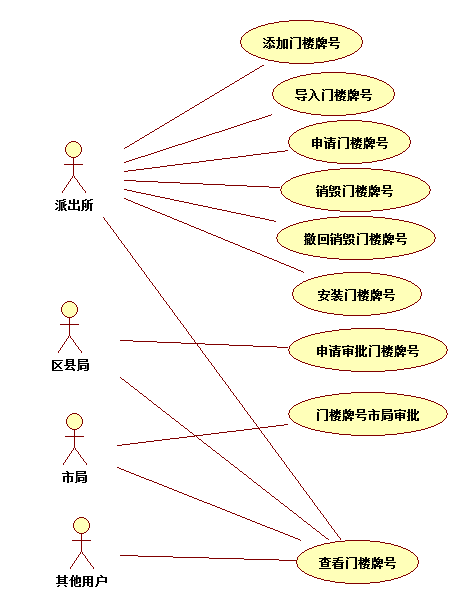 添加门楼牌号
导入门楼牌号
申请门楼牌号
派出所
销毁门楼牌号
撤回销毁门楼牌号
安装门楼牌号
区县局
申请审批门楼牌号
门楼牌号市局审批
市局
查看门楼牌号
其他用户